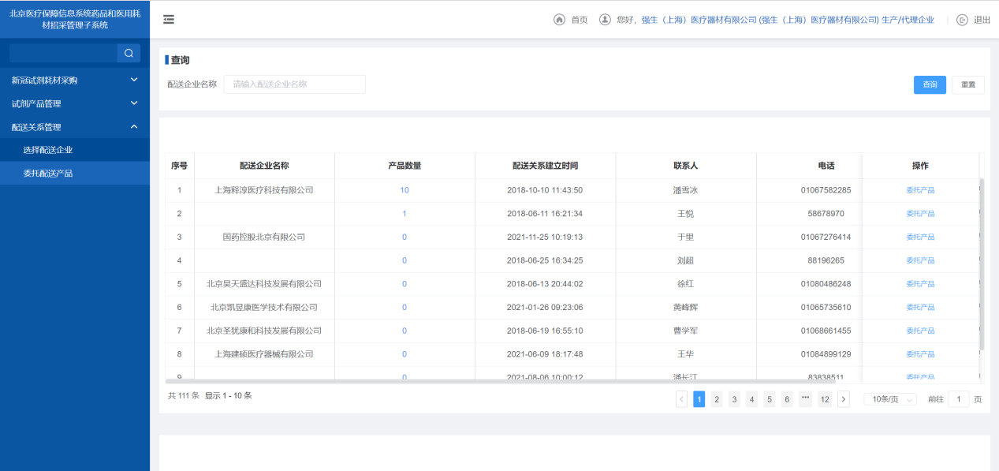 北京医疗保障信息系统药品和医用耗
材招采管理子系统
首页 您好, 强生（上海）医疗器材有限公司 (强生（上海）医疗器材有限公司) 生产/代理企业 退出
新冠试剂耗材采购
试剂产品管理
配送关系管理
选择配送企业
委托配送产品
查询
配送企业名称 请输入配送企业名称 查询 重置
序号 配送企业名称 产品数量 配送关系建立时间 联系人 电话 操作
1 上海释淳医疗科技有限公司 10 2018-10-10 11:43:50 潘雪冰 01067582285 委托产品
2 1 2018-06-11 16:21:34 王悦 58678970 委托产品
3 国药控股北京有限公司 0 2021-11-25 10:19:13 于里 01067276414 委托产品
4 0 2018-06-25 16:34:25 刘超 88196265 委托产品
5 北京昊天盛达科技发展有限公司 0 2018-06-13 20:44:02 徐红 01080486248 委托产品
6 北京凯昱康医学技术有限公司 0 2021-01-26 09:23:06 黄峰辉 01065735610 委托产品
7 北京圣犹康和科技发展有限公司 0 2018-06-19 16:55:10 曹学军 01068661455 委托产品
8 上海建硕医疗器械有限公司 0 2021-06-09 18:17:48 王华 01084899129 委托产品
9 0 2021-08-06 10:00:12 潘长江 83838511 委托产品
共 111 条 显示 1 - 10 条 1 2 3 4 5 6 ••• 12 10条/页 前往 1 页